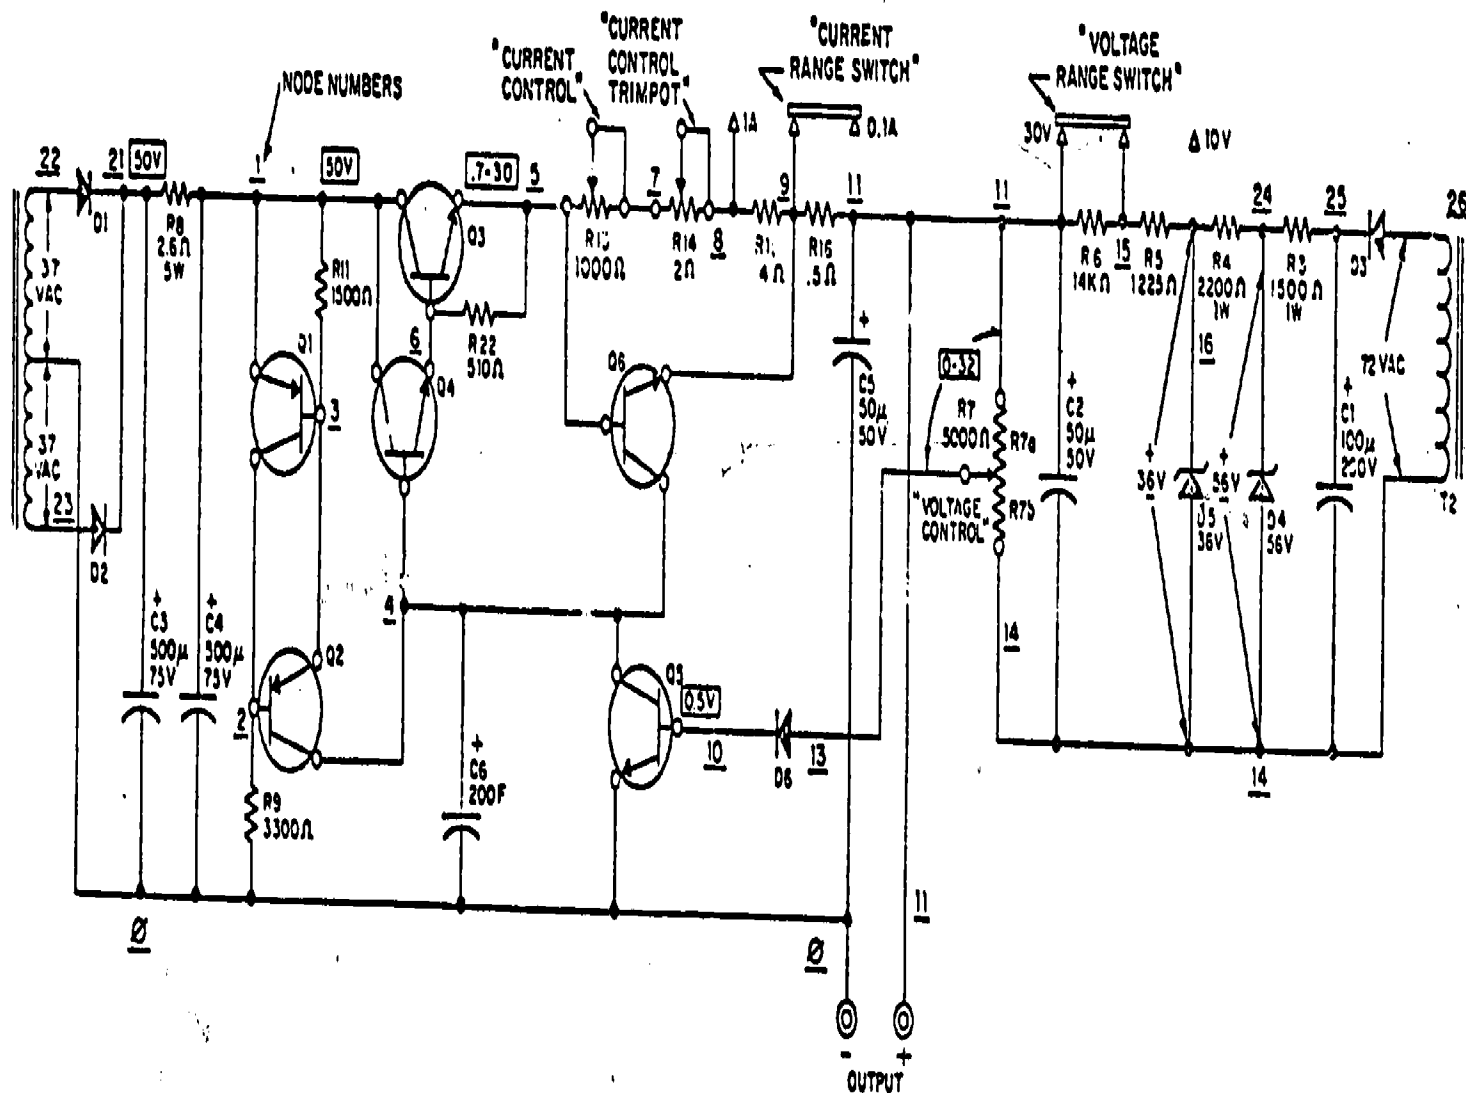 "CURRENT
CONTROL"
"CURRENT
CONTROL
TRIMPOT"
"CURRENT
RANGE SWITCH"
"VOLTAGE
RANGE SWITCH"
NODE NUMBERS
22
21
50V
1
50V
.7-30
5
7
8
1A
9
0.1A
11
11
30V
10V
15
24
25
26
D1
R8
2.6Ω
5W
R11
1500Ω
Q3
1000Ω
R14
2Ω
4Ω
R16
.5Ω
R6
14KΩ
R5
1225Ω
R4
2200Ω
1W
R3
1500Ω
1W
D3
37
VAC
37
VAC
23
D2
Q1
3
6
Q4
R22
510Ω
Q6
+
C5
50μ
50V
0-32
R7
5000Ω
R7a
R7b
"VOLTAGE
CONTROL"
+
C2
50μ
50V
16
+
36V
-
D5
36V
+
56V
-
D4
56V
+
C1
100μ
72 VAC
T2
+
C3
500μ
75V
+
C4
500μ
75V
2
Q2
4
Q5
0.5V
10
D6
13
14
14
R9
3300Ω
+
C6
200F
Ø
Ø
11
-
+
OUTPUT